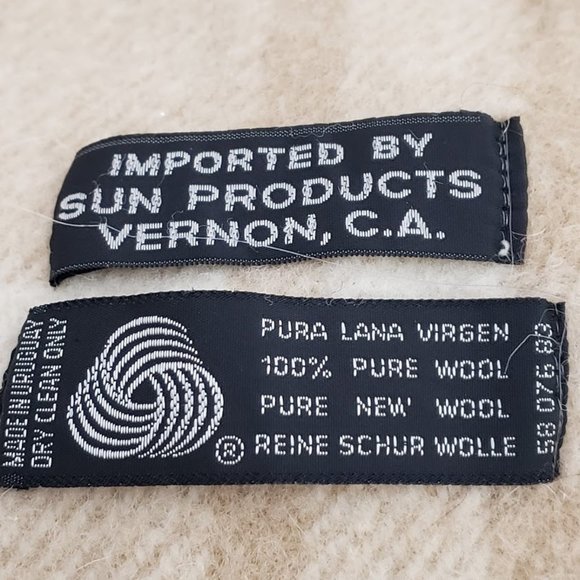 IMPORTED BY
SUN PRODUCTS
VERNON, C.A.
MADE IN URUGUAY
DRY CLEAN ONLY
®
PURA LANA VIRGEN
100% PURE WOOL
PURE NEW' WOOL
REINE SCHUR WOLLE
58 076 83